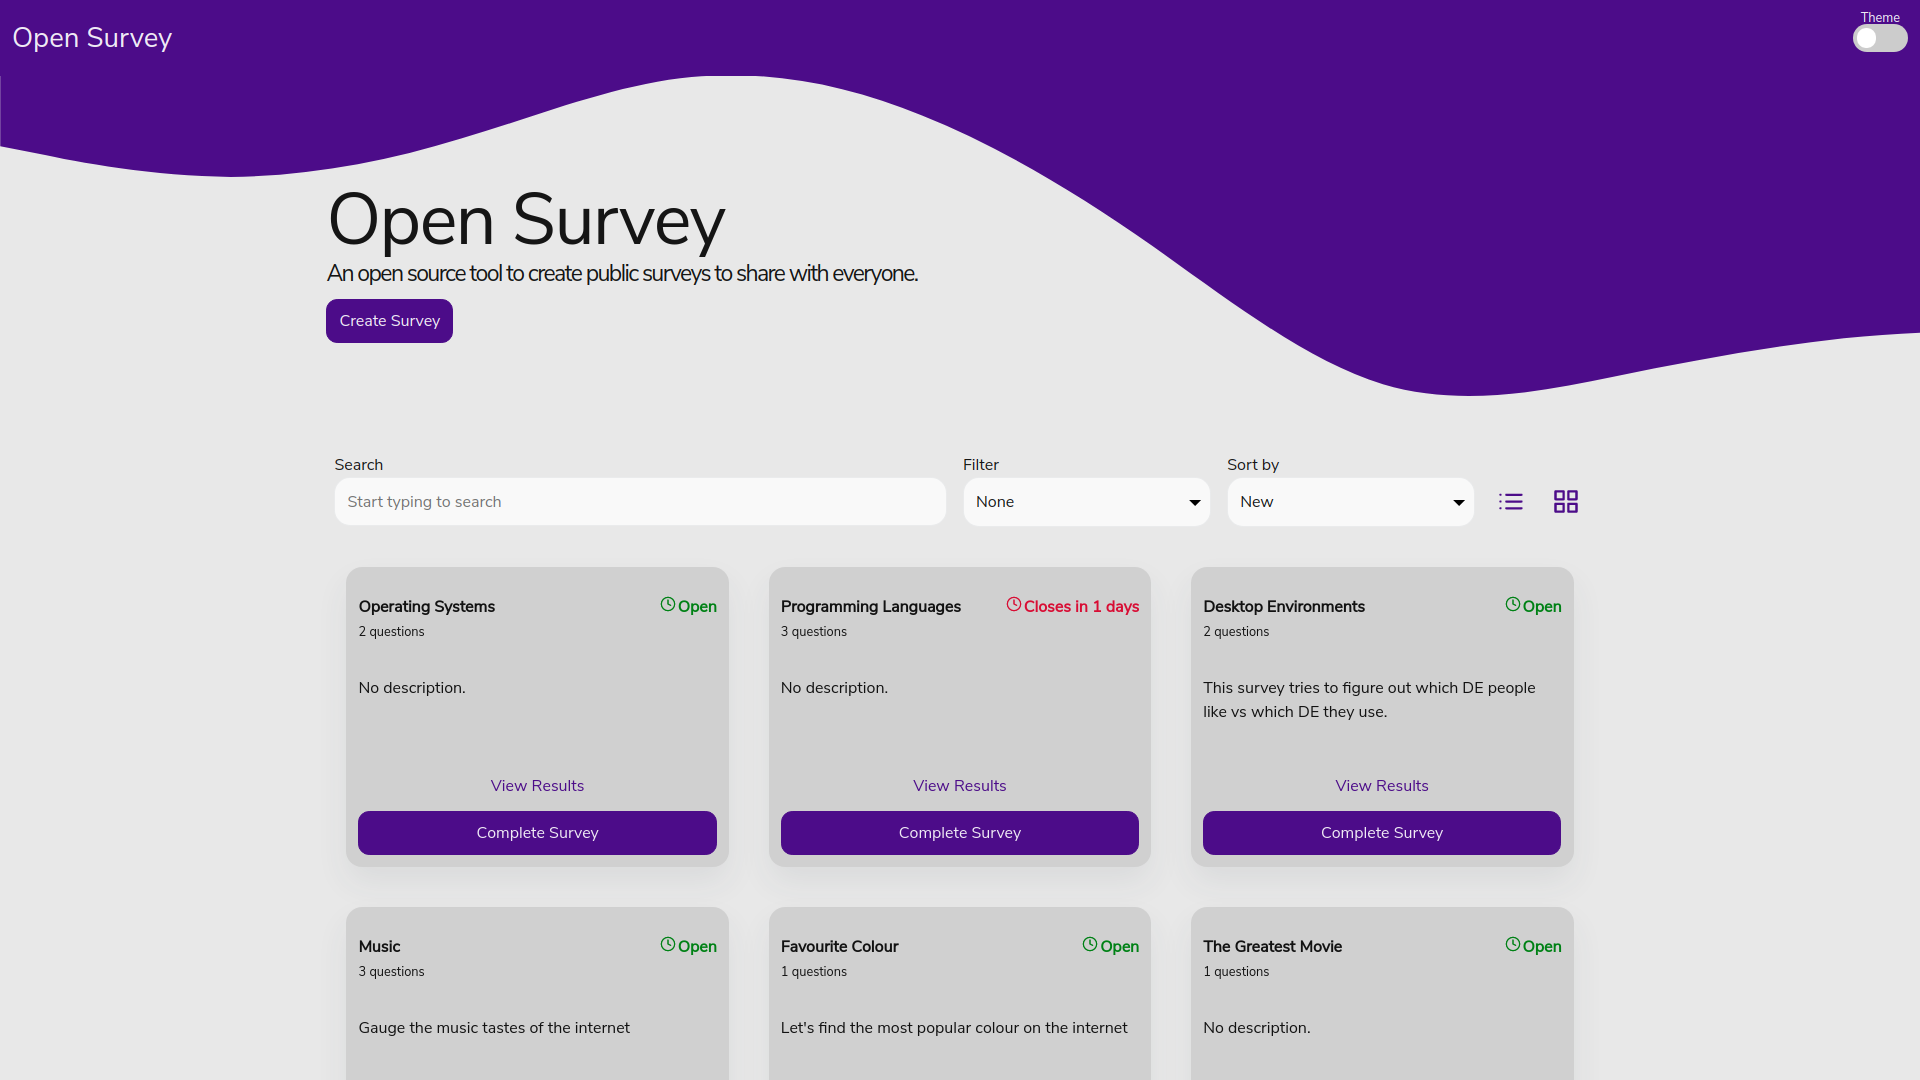 Open Survey
Theme
Open Survey
An open source tool to create public surveys to share with everyone.
Create Survey
Search
Filter
Sort by
Start typing to search
None
New
Operating Systems
Open
2 questions
No description.
View Results
Complete Survey
Programming Languages
Closes in 1 days
3 questions
No description.
View Results
Complete Survey
Desktop Environments
Open
2 questions
This survey tries to figure out which DE people
like vs which DE they use.
View Results
Complete Survey
Music
Open
3 questions
Gauge the music tastes of the internet
Favourite Colour
Open
1 questions
Let's find the most popular colour on the internet
The Greatest Movie
Open
1 questions
No description.